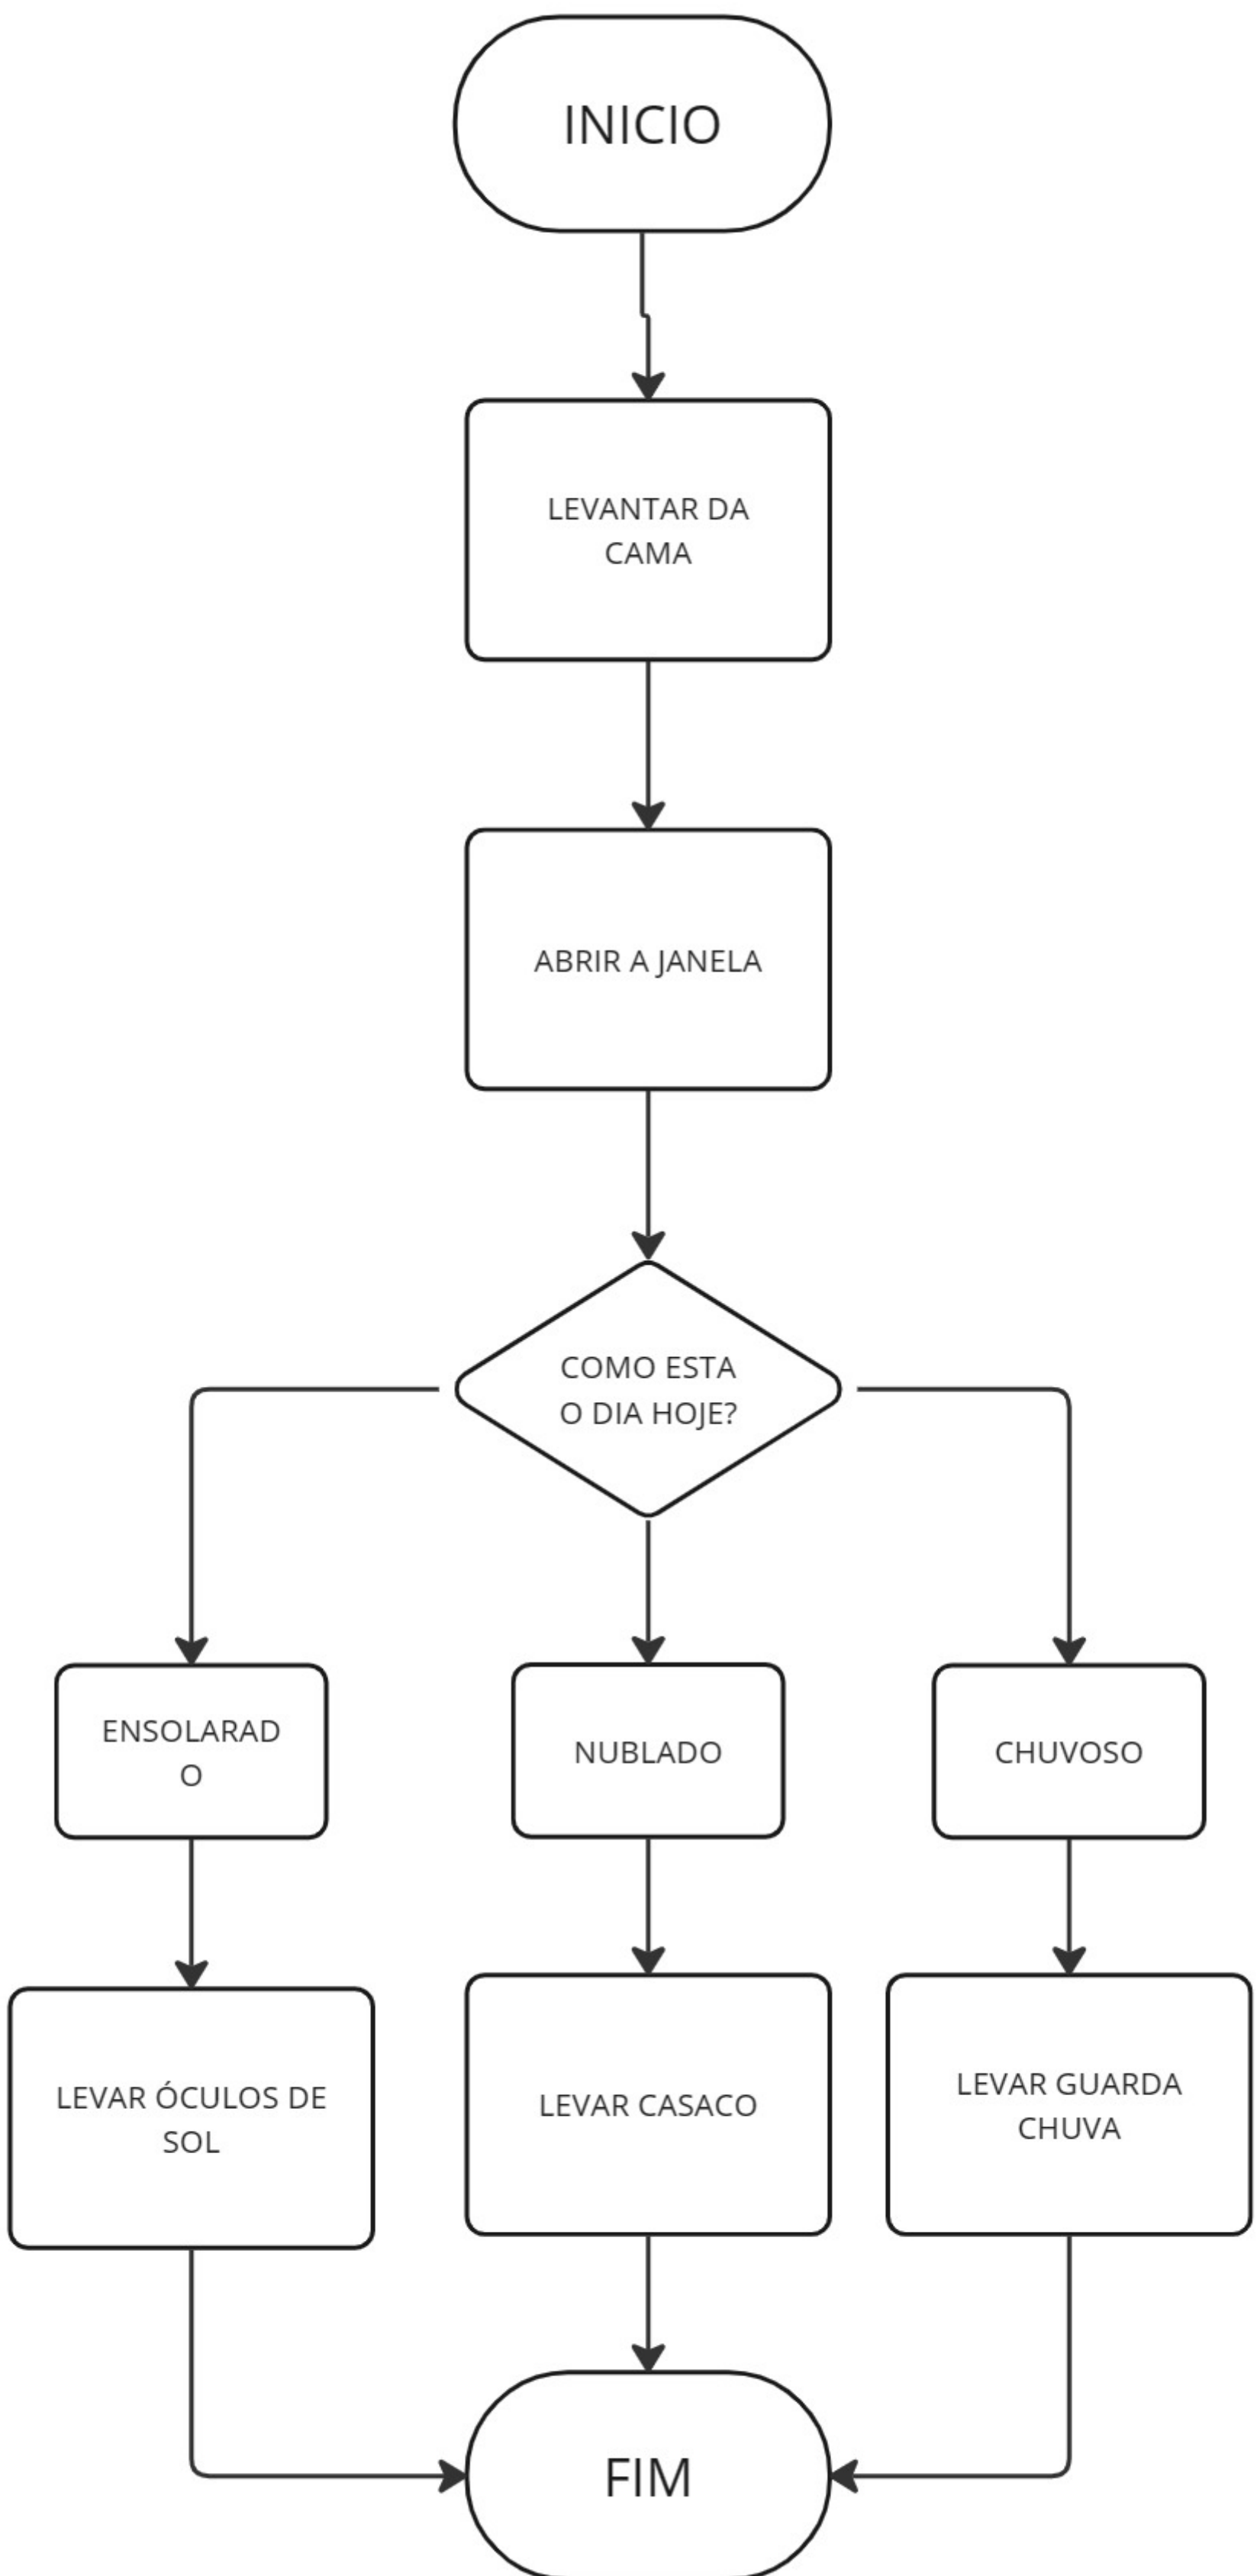 INICIO
LEVANTAR DA
CAMA
ABRIR A JANELA
COMO ESTA
O DIA HOJE?
ENSOLARAD
O
NUBLADO
CHUVOSO
LEVAR ÓCULOS DE
SOL
LEVAR CASACO
LEVAR GUARDA
CHUVA
FIM